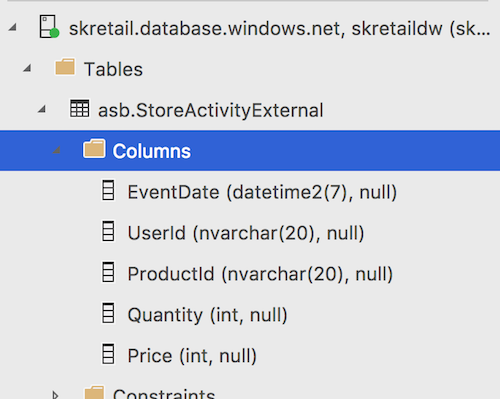 skretail.database.windows.net, skretaildw (sk...
Tables
asb.StoreActivityExternal
Columns
EventDate (datetime2(7), null)
UserId (nvarchar(20), null)
ProductId (nvarchar(20), null)
Quantity (int, null)
Price (int, null)
Constraints